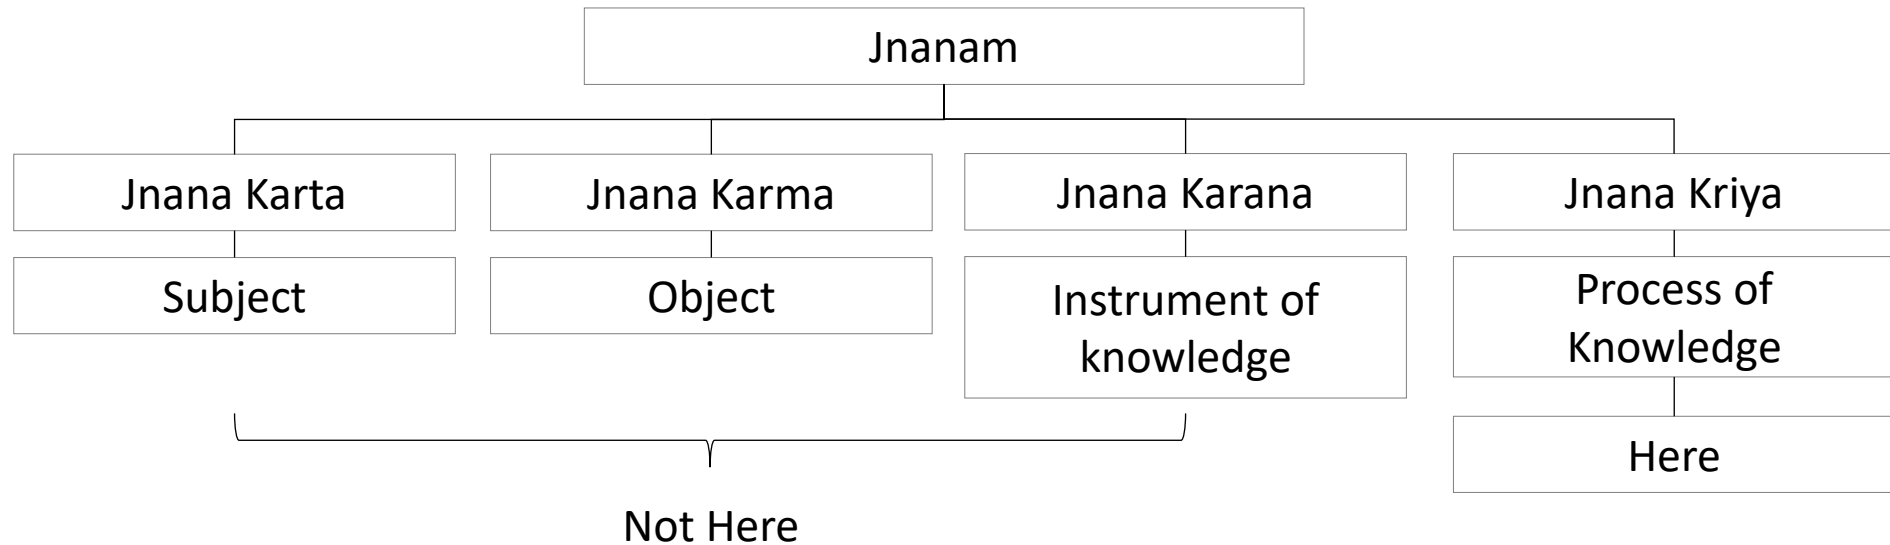 Jnanam
Jnana Karta
Jnana Karma
Jnana Karana
Jnana Kriya
Subject
Object
Instrument of
knowledge
Process of
Knowledge
Here
Not Here